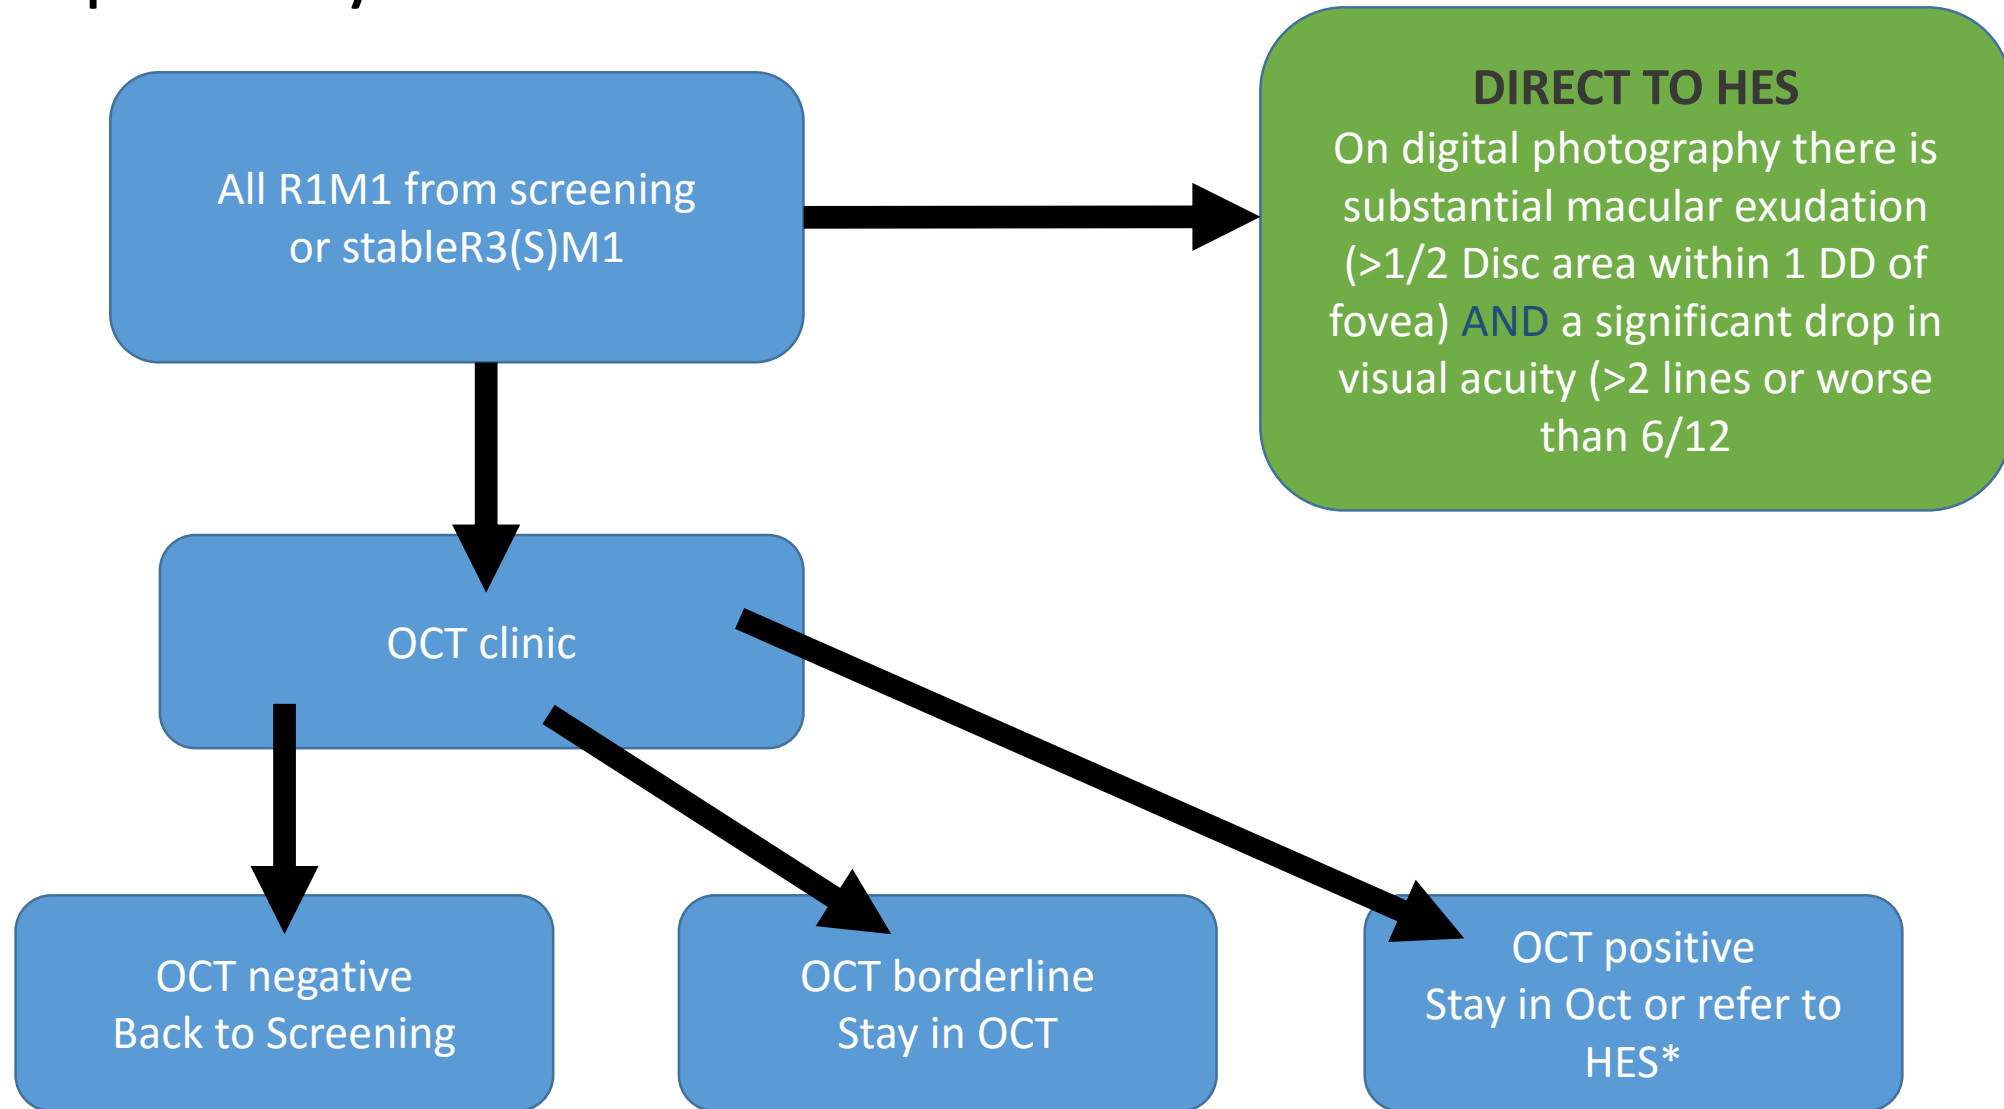 All R1M1 from screening
or stableR3(S)M1
DIRECT TO HES
On digital photography there is
substantial macular exudation
(>1/2 Disc area within 1 DD of
fovea) AND a significant drop in
visual acuity (>2 lines or worse
than 6/12
OCT clinic
OCT negative
Back to Screening
OCT borderline
Stay in OCT
OCT positive
Stay in Oct or refer to
HES*